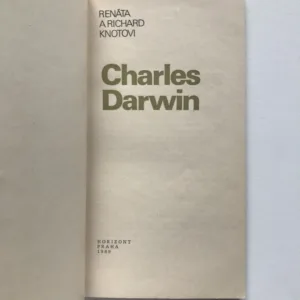 RENÁTA
A RICHARD
KNOTOVI
Charles
Darwin
HORIZONT
PRAHA